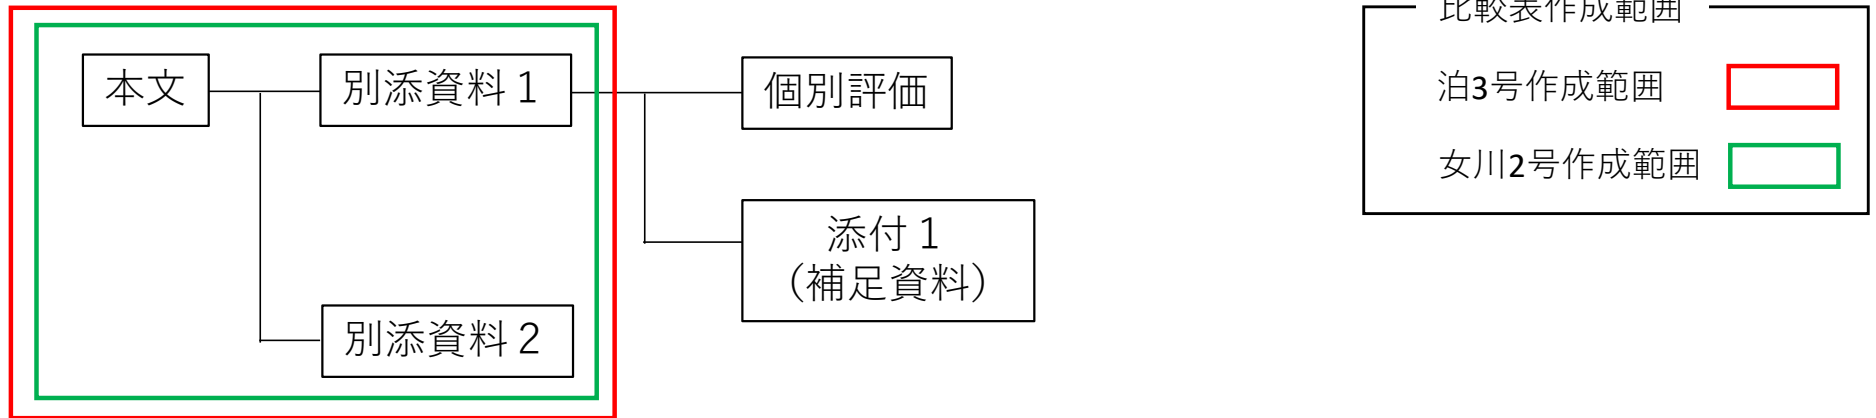 本文
別添資料1
個別評価
添付1
（補足資料）
別添資料2
比較表作成範囲
泊3号作成範囲
女川2号作成範囲